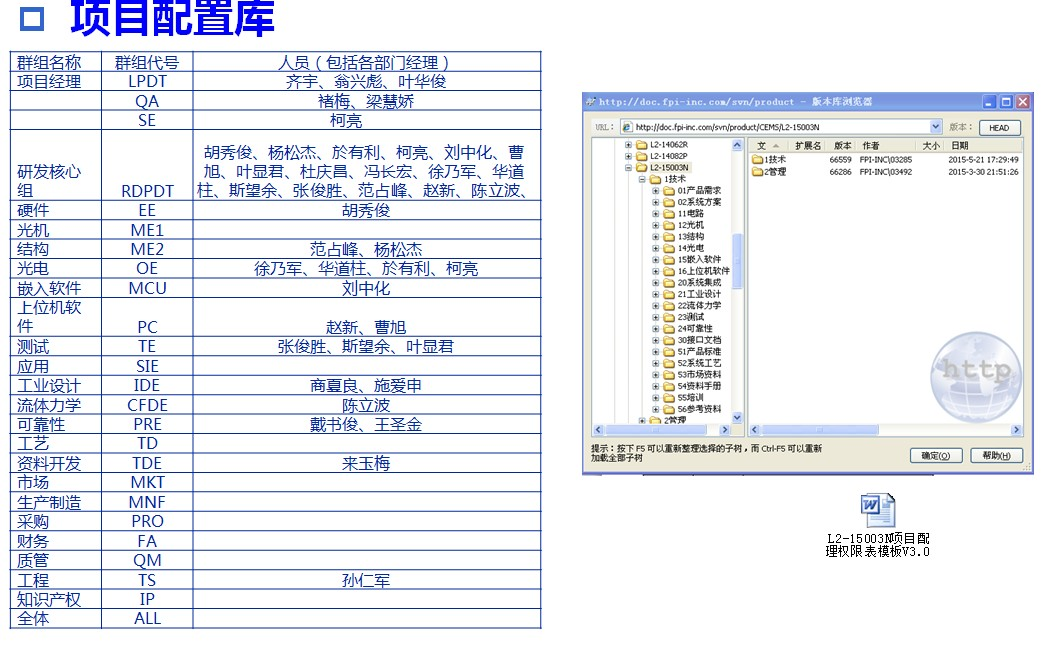 项目配置库
群组名称 群组代号 人员（包括各部门经理）
项目经理 LPDT 齐宇、翁兴彪、叶华俊
QA 褚梅、梁慧娇
SE 柯亮
胡秀俊、杨松杰、於有利、柯亮、刘中化、曹
旭、叶显君、杜庆昌、冯长宏、徐乃军、华道
研发核心
组 RDPDT 柱、斯望余、张俊胜、范占峰、赵新、陈立波、
硬件 EE 胡秀俊
光机 ME1
结构 ME2 范占峰、杨松杰
光电 OE 徐乃军、华道柱、於有利、柯亮
嵌入软件 MCU 刘中化
上位机软
件 PC 赵新、曹旭
测试 TE 张俊胜、斯望余、叶显君
应用 SIE
工业设计 IDE 商夏良、施爱申
流体力学 CFDE 陈立波
可靠性 PRE 戴书俊、王圣金
工艺 TD
资料开发 TDE 来玉梅
市场 MKT
生产制造 MNF
采购 PRO
财务 FA
质管 QM
工程 TS 孙仁军
知识产权 IP
全体 ALL
http://doc.fpi-inc.com/svn/product - 版本库浏览器
URL: http://doc.fpi-inc.com/svn/product/CEMS/L2-15003N 版本: HEAD
L2-14062R
L2-14082P
L2-15003N
1技术
01产品需求
02系统方案
11电路
12光机
13结构
14光电
15嵌入软件
16上位机软件
20系统集成
21工业设计
22流体力学
23测试
24可靠性
30接口文档
51产品标准
52系统工艺
53市场资料
54资料手册
55培训
56参考资料
2管理
文 扩展名 版本 作者 大小 日期
1技术 66559 FPI-INC\03285 2015-5-21 17:29:49
2管理 66286 FPI-INC\03492 2015-3-30 21:51:26
http
提示：按下 F5 可以重新整理选择的子树，而 Ctrl-F5 可以重新
加载全部子树
确定(O) 帮助(H)
L2-15003N项目配
理权限表模板V3.0